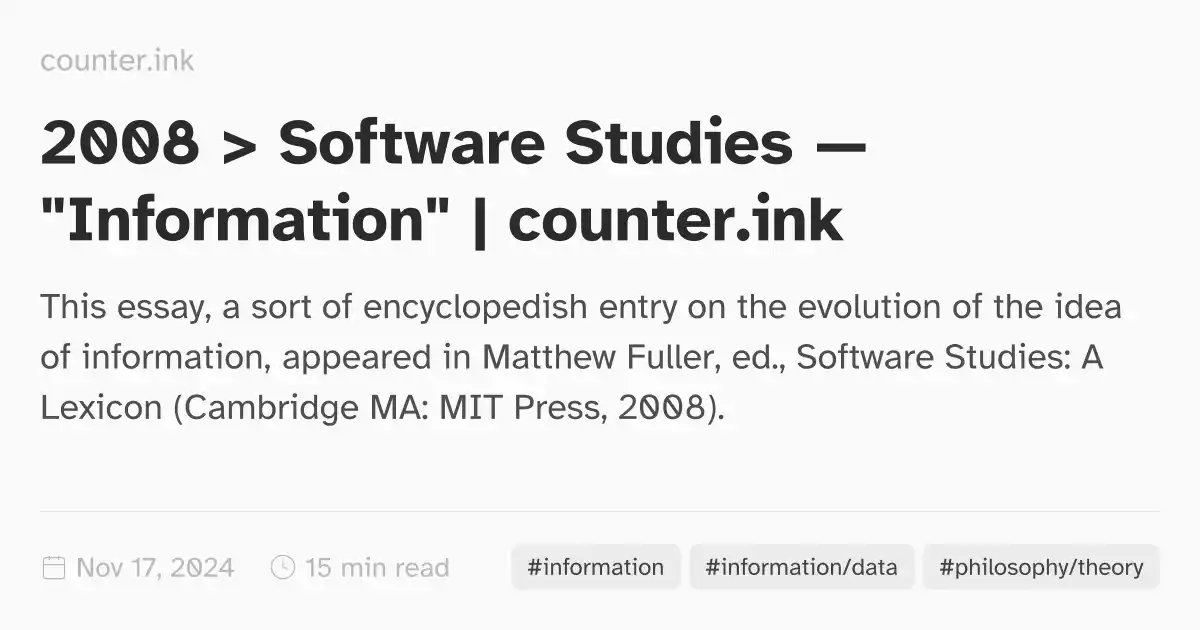 counter.ink
2008 > Software Studies —
"Information" | counter.ink
This essay, a sort of encyclopedish entry on the evolution of the idea
of information, appeared in Matthew Fuller, ed., Software Studies: A
Lexicon (Cambridge MA: MIT Press, 2008).
Nov 17, 2024 15 min read #information #information/data #philosophy/theory